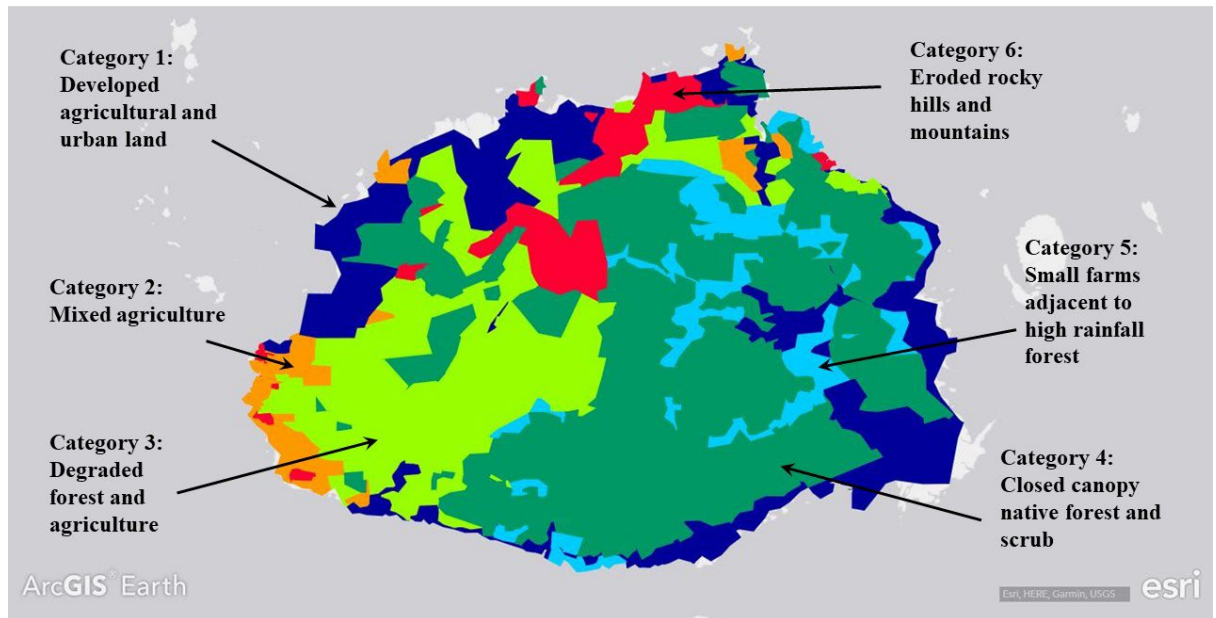 Category 1:
Developed
agricultural and
urban land
Category 6:
Eroded rocky
hills and
mountains
Category 2:
Mixed agriculture
Category 5:
Small farms
adjacent to
high rainfall
forest
Category 3:
Degraded
forest and
agriculture
Category 4:
Closed canopy
native forest and
scrub
ArcGIS® Earth
Esri, HERE, Garmin, USGS
esri